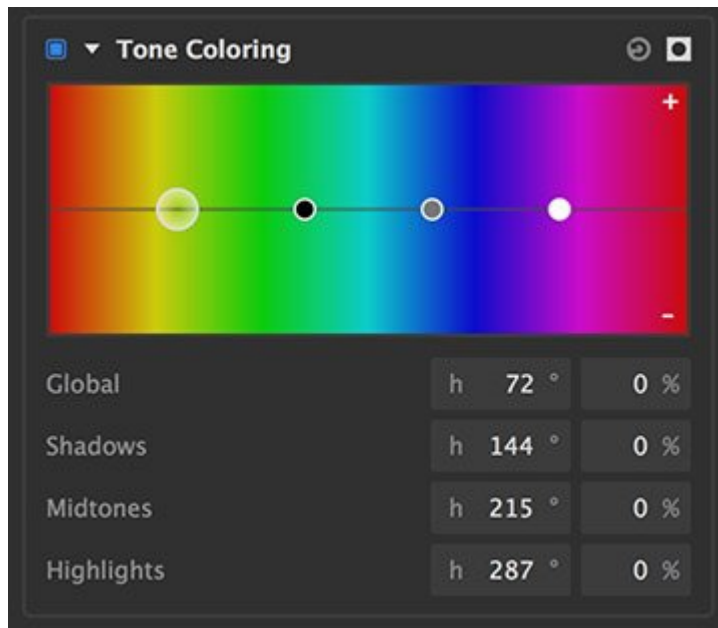 Tone Coloring
+
-
Global h 72 ° 0 %
Shadows h 144 ° 0 %
Midtones h 215 ° 0 %
Highlights h 287 ° 0 %